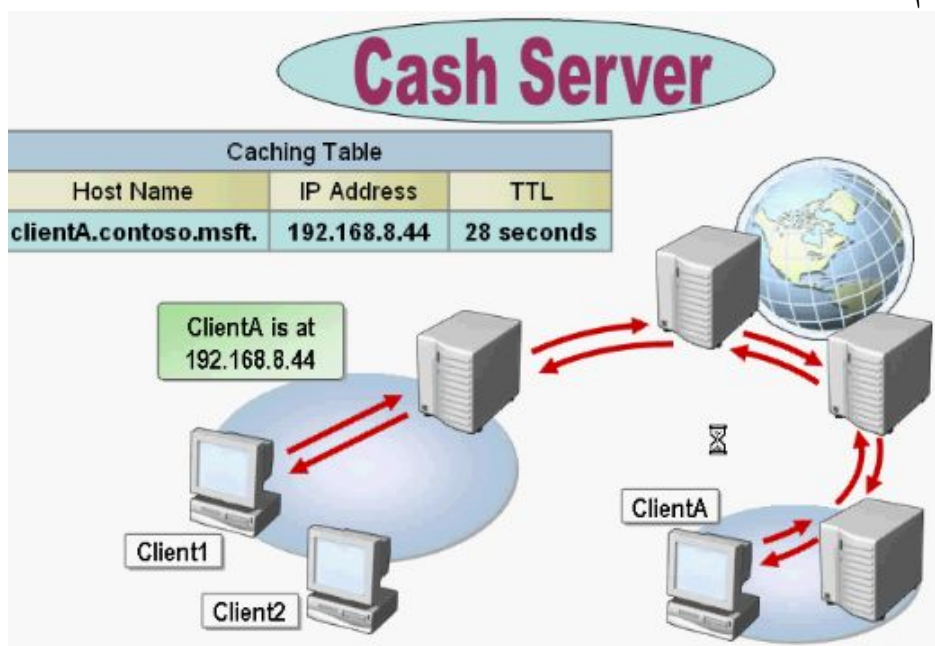 Cash Server
Caching Table
Host Name IP Address TTL
clientA.contoso.msft. 192.168.8.44 28 seconds
ClientA is at
192.168.8.44
ClientA
Client1
Client2